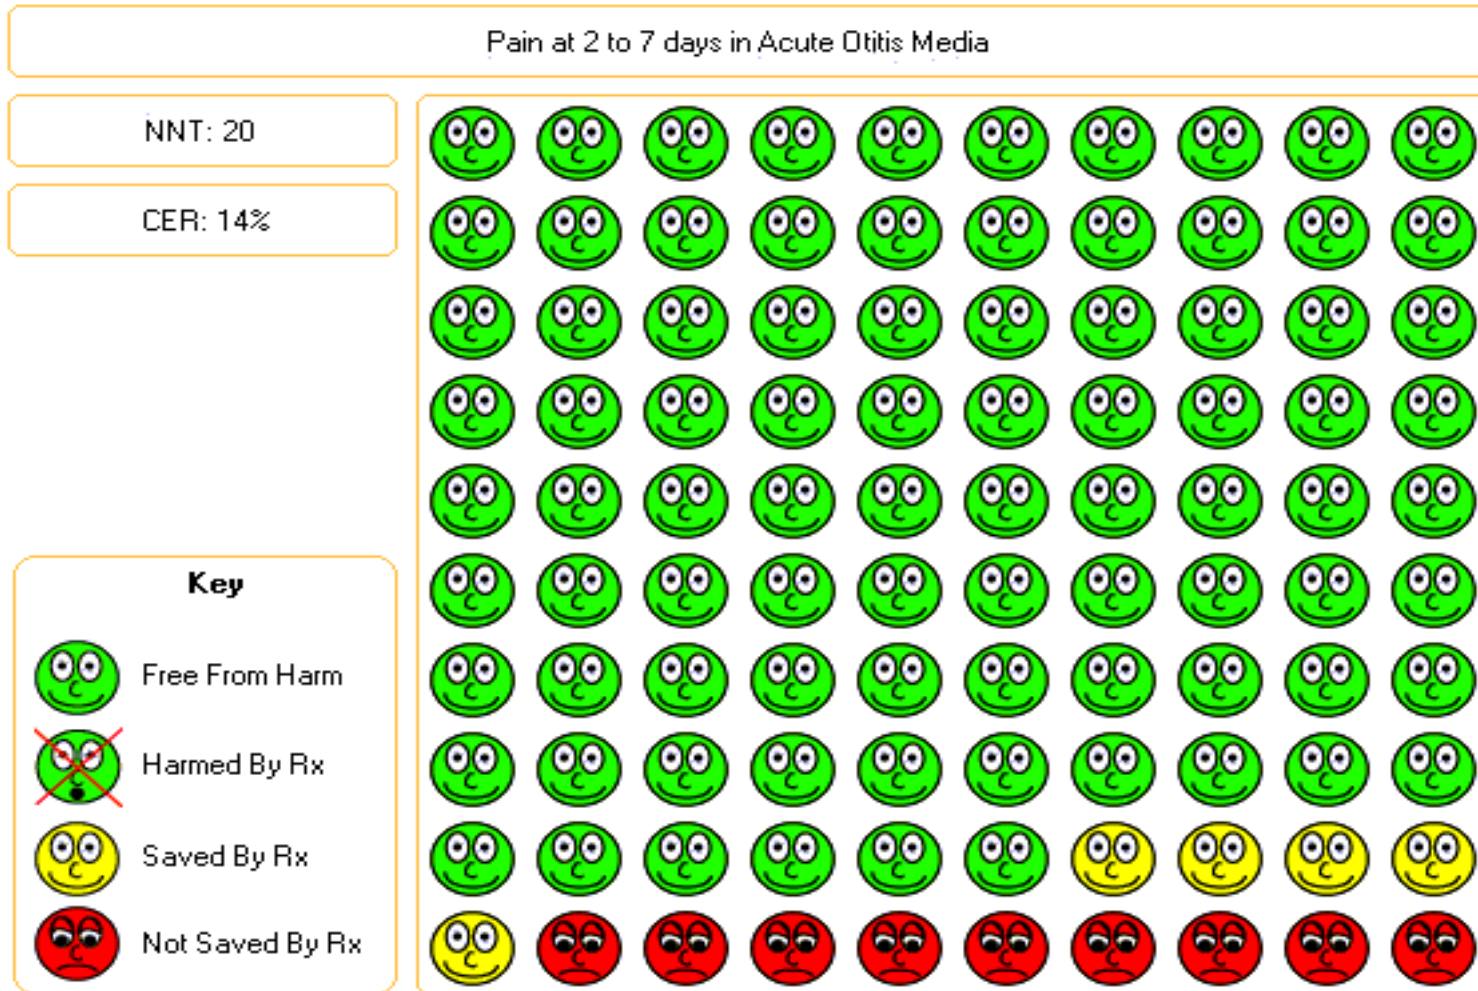 Pain at 2 to 7 days in Acute Otitis Media
NNT: 20
CER: 14%
Key
Free From Harm
Harmed By Rx
Saved By Rx
Not Saved By Rx